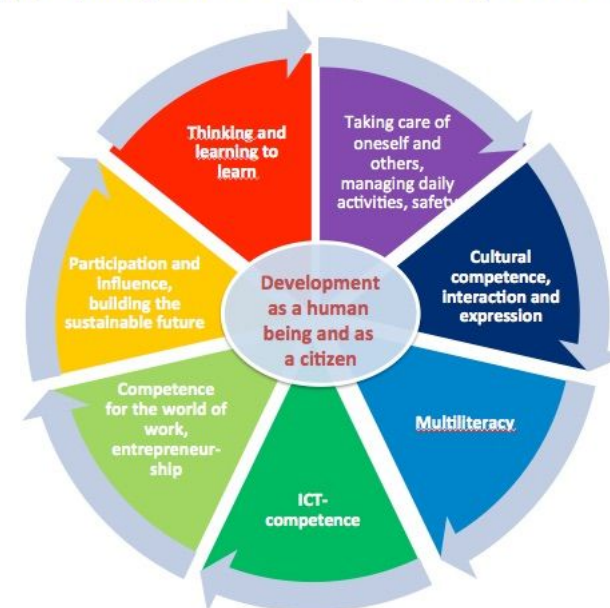 Thinking and
learning to
learn
Taking care of
oneself and
others,
managing daily
activities, safety
Cultural
competence,
interaction and
expression
Multiliteracy
ICT-
competence
Competence
for the world of
work,
entrepreneur-
ship
Participation and
influence,
building the
sustainable future
Development
as a human
being and as
a citizen